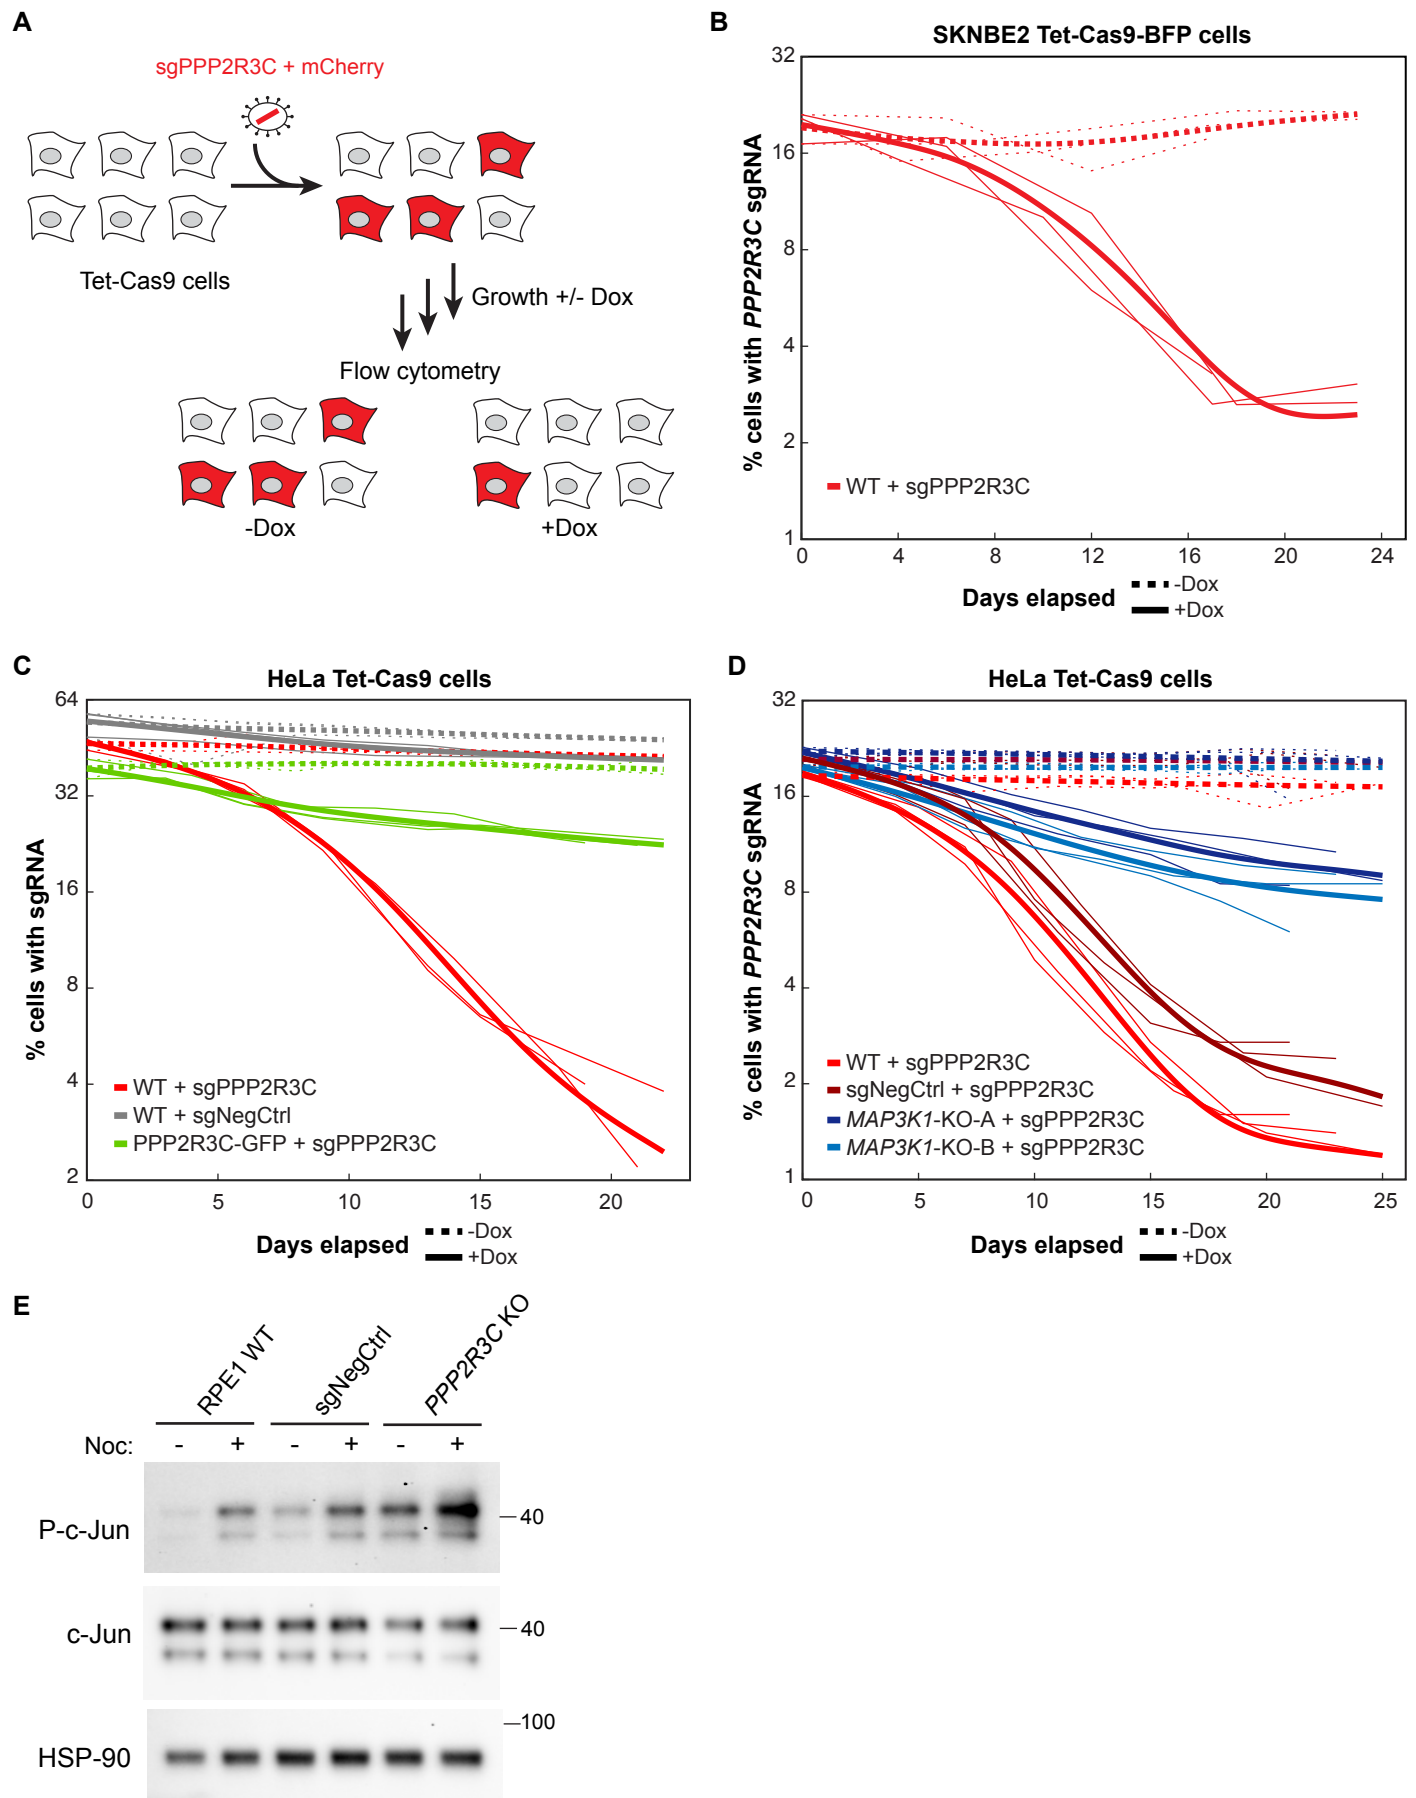 A
sgPPP2R3C + mCherry
Tet-Cas9 cells
Growth +/- Dox
Flow cytometry
-Dox
+Dox
B
SKNBE2 Tet-Cas9-BFP cells
% cells with PPP2R3C sgRNA
32
16
8
4
2
1
WT + sgPPP2R3C
0 4 8 12 16 20 24
Days elapsed
-Dox
+Dox
C
HeLa Tet-Cas9 cells
% cells with sgRNA
64
32
16
8
4
2
WT + sgPPP2R3C
WT + sgNegCtrl
PPP2R3C-GFP + sgPPP2R3C
0 5 10 15 20
Days elapsed
-Dox
+Dox
D
HeLa Tet-Cas9 cells
% cells with PPP2R3C sgRNA
32
16
8
4
2
1
WT + sgPPP2R3C
sgNegCtrl + sgPPP2R3C
MAP3K1-KO-A + sgPPP2R3C
MAP3K1-KO-B + sgPPP2R3C
0 5 10 15 20 25
Days elapsed
-Dox
+Dox
E
RPE1 WT
sgNegCtrl
PPP2R3C KO
Noc: - + - + - +
P-c-Jun
40
c-Jun
40
100
HSP-90